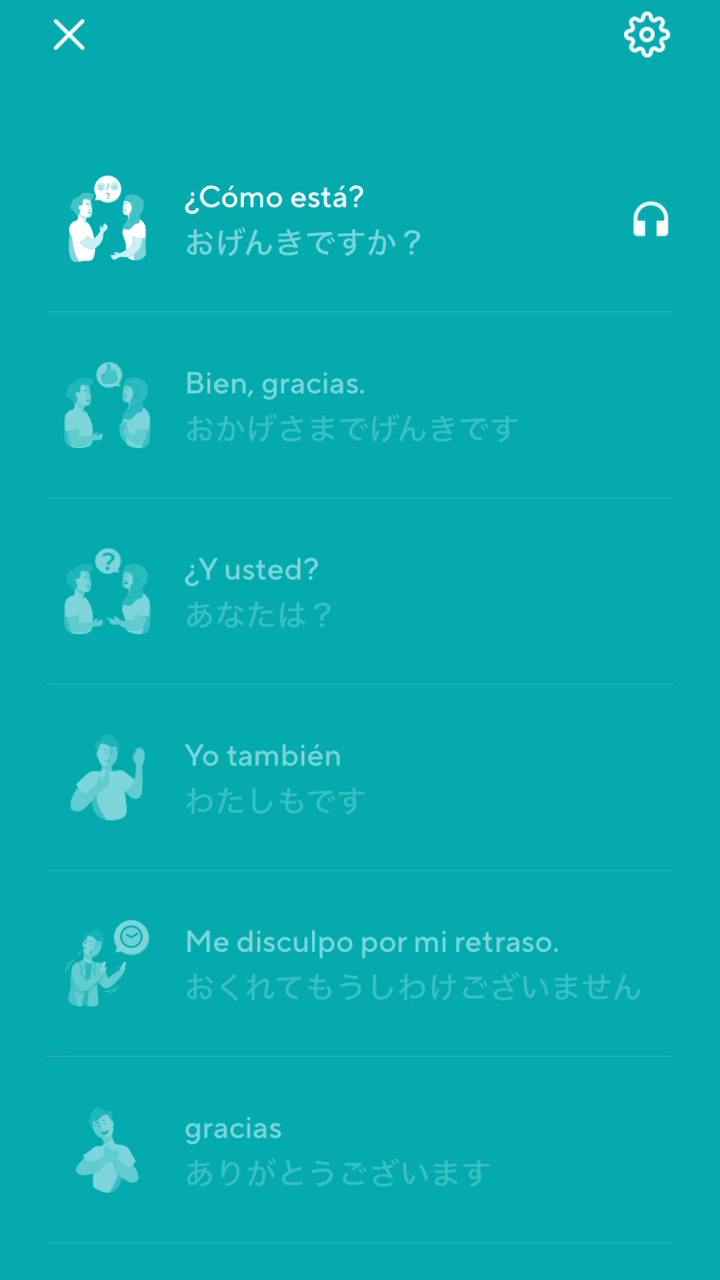 ¿Cómo está?
おげんきですか？
Bien, gracias.
おかげさまでげんきです
¿Y usted?
あなたは？
Yo también
わたしもです
Me disculpo por mi retraso.
おくれてもうしわけございません
gracias
ありがとうございます